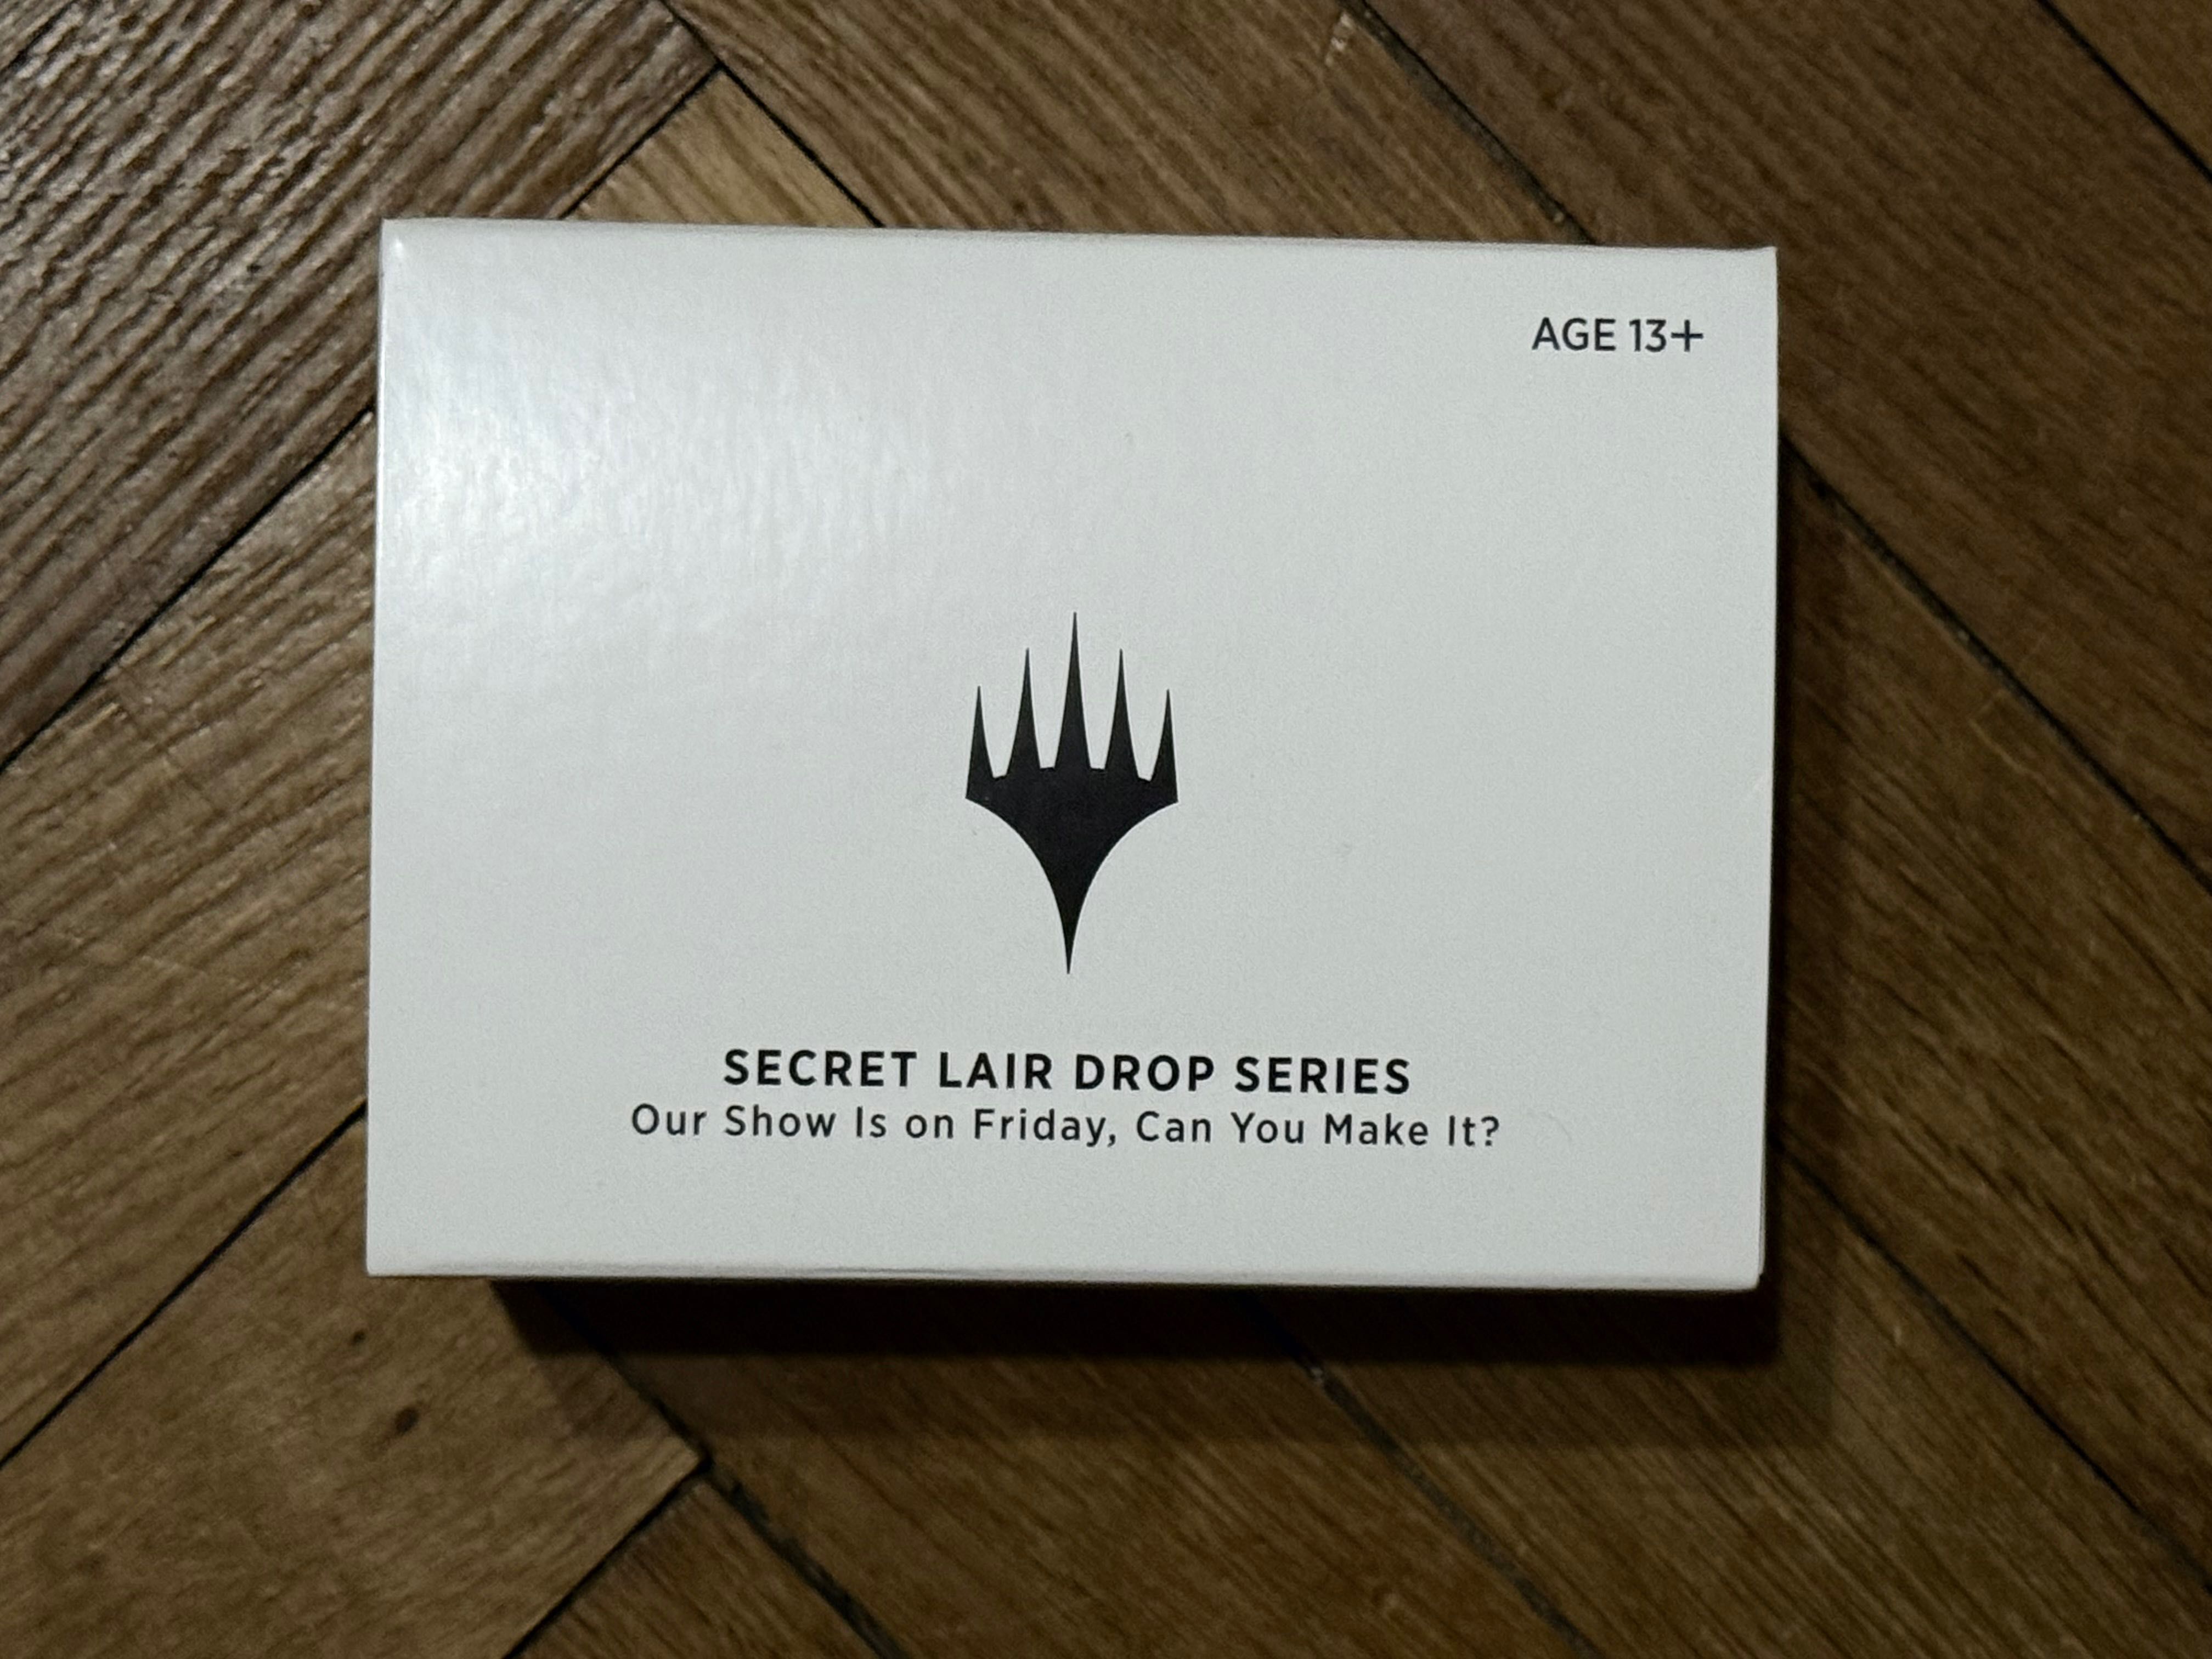 AGE 13+
SECRET LAIR DROP SERIES
Our Show Is on Friday, Can You Make It?